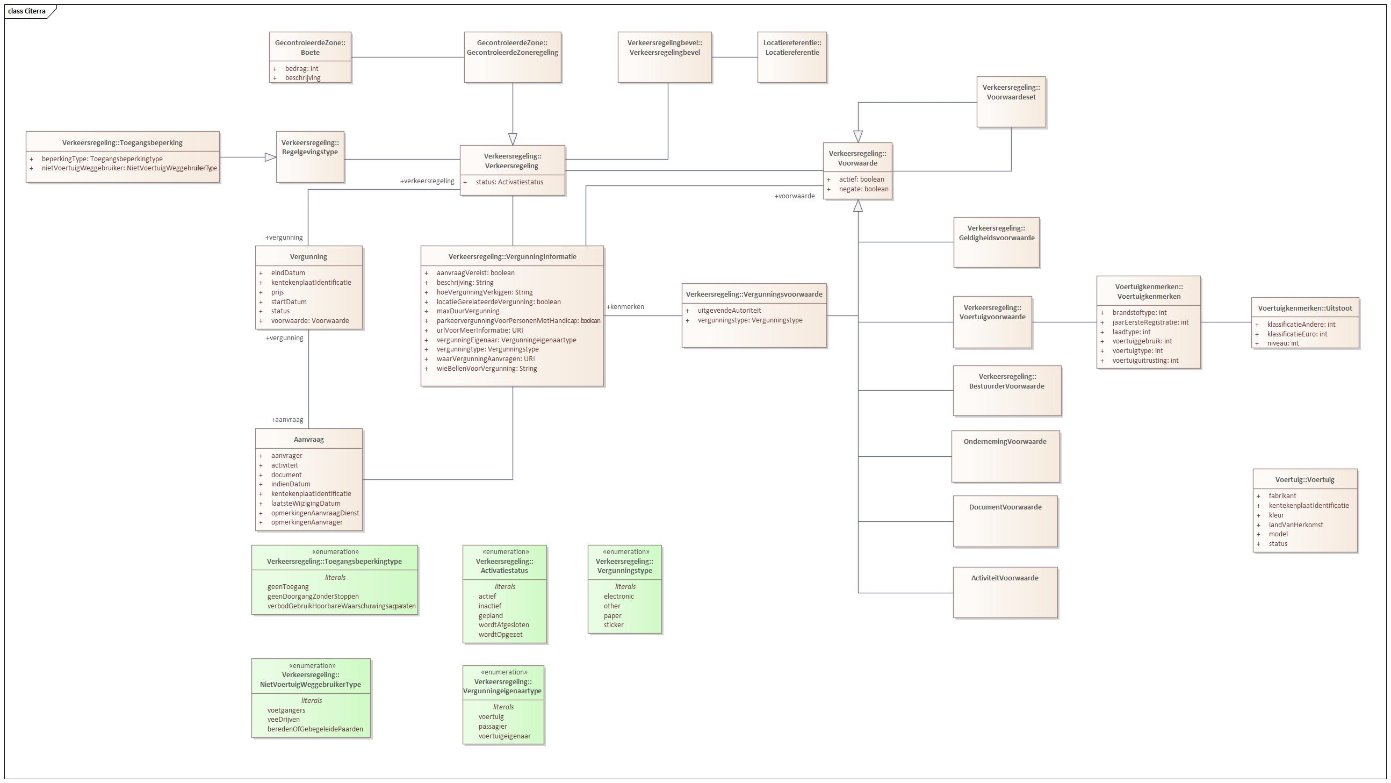 class Citerra
GecontroleerdeZone::
Boete
+ bedrag: int
+ beschrijving
GecontroleerdeZone::
GecontroleerdeZoneregeling
Verkeersregelingbevel::
Verkeersregelingbevel
Locatiereferentie::
Locatiereferentie
Verkeersregeling::
Voorwaardeset
Verkeersregeling::Toegangsbeperking
+ beperkingType: Toegangsbeperkingtype
+ nietVoertuigWeggebruiker: NietVoertuigWeggebruikerType
Verkeersregeling::
Regelgevingstype
Verkeersregeling::
Verkeersregeling
+ status: Activatiestatus
Verkeersregeling::
Voorwaarde
+ actief: boolean
+ negate: boolean
+verkeersregeling
+voorwaarde
+vergunning
Vergunning
+ eindDatum
+ kentekenplaatIdentificatie
+ prijs
+ startDatum
+ status
+ voorwaarde: Voorwaarde
+vergunning
Verkeersregeling::VergunningInformatie
+ aanvraagVereist: boolean
+ beschrijving: String
+ hoeVergunningVerkijgen: String
+ locatieGerelateerdeVergunning: boolean
+ maxDuurVergunning
+ parkeervergunningVoorPersonenMetHandicap: boolean
+ urlVoorMeerInformatie: URI
+ vergunningEigenaar: Vergunningeigenaartype
+ vergunningtype: Vergunningstype
+ waarVergunningAanvragen: URI
+ wieBellenVoorVergunning: String
+kenmerken
Verkeersregeling::Vergunningsvoorwaarde
+ uitgevendeAutoriteit
+ vergunningstype: Vergunningstype
Verkeersregeling::
Geldigheidsvoorwaarde
Verkeersregeling::
Voertuigvoorwaarde
Voertuigkenmerken::
Voertuigkenmerken
+ brandstoftype: int
+ jaarEersteRegistratie: int
+ laadtype: int
+ voertuiggebruik: int
+ voertuigtype: int
+ voertuiguitrusting: int
Voertuigkenmerken::Uitstoot
+ klassificatieAndere: int
+ klassificatieEuro: int
+ niveau: int
Verkeersregeling::
BestuurderVoorwaarde
+aanvraag
Aanvraag
+ aanvrager
+ activiteit
+ document
+ indienDatum
+ kentekenplaatIdentificatie
+ laatsteWijzigingDatum
+ opmerkingenAanvraagDienst
+ opmerkingenAanvrager
OndernemingVoorwaarde
DocumentVoorwaarde
ActiviteitVoorwaarde
Voertuig::Voertuig
+ fabrikant
+ kentekenplaatIdentificatie
+ kleur
+ landVanHerkomst
+ model
+ status
«enumeration»
Verkeersregeling::Toegangsbeperkingtype
literals
geenToegang
geenDoorgangZonderStoppen
verbodGebruikHoorbareWaarschuwingsapparaten
«enumeration»
Verkeersregeling::
Activatiestatus
literals
actief
inactief
gepland
wordtAfgesloten
wordtOpgezet
«enumeration»
Verkeersregeling::
Vergunningstype
literals
electronic
other
paper
sticker
«enumeration»
Verkeersregeling::
NietVoertuigWeggebruikerType
literals
voetgangers
veeDrijven
beredenOfGebegeleidePaarden
«enumeration»
Verkeersregeling::
Vergunningeigenaartype
literals
voertuig
passagier
voertuigeigenaar